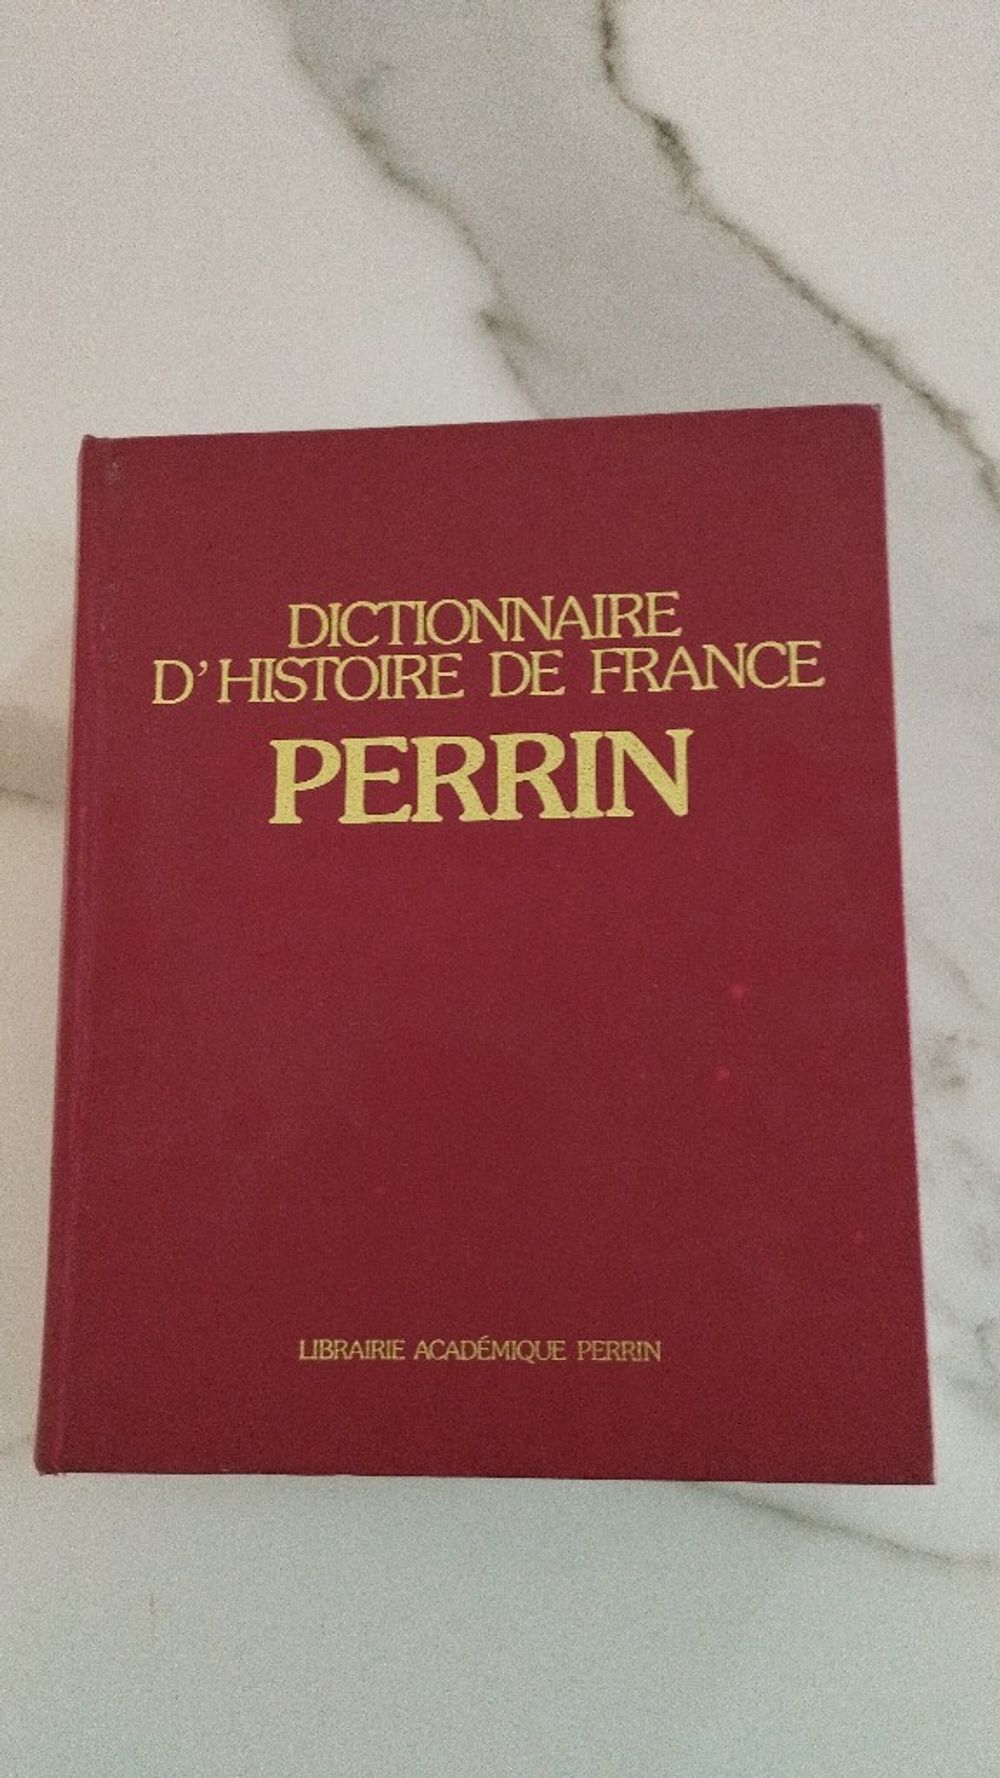 DICTIONNAIRE
D'HISTOIRE DE FRANCE
PERRIN
LIBRAIRIE ACADÉMIQUE PERRIN